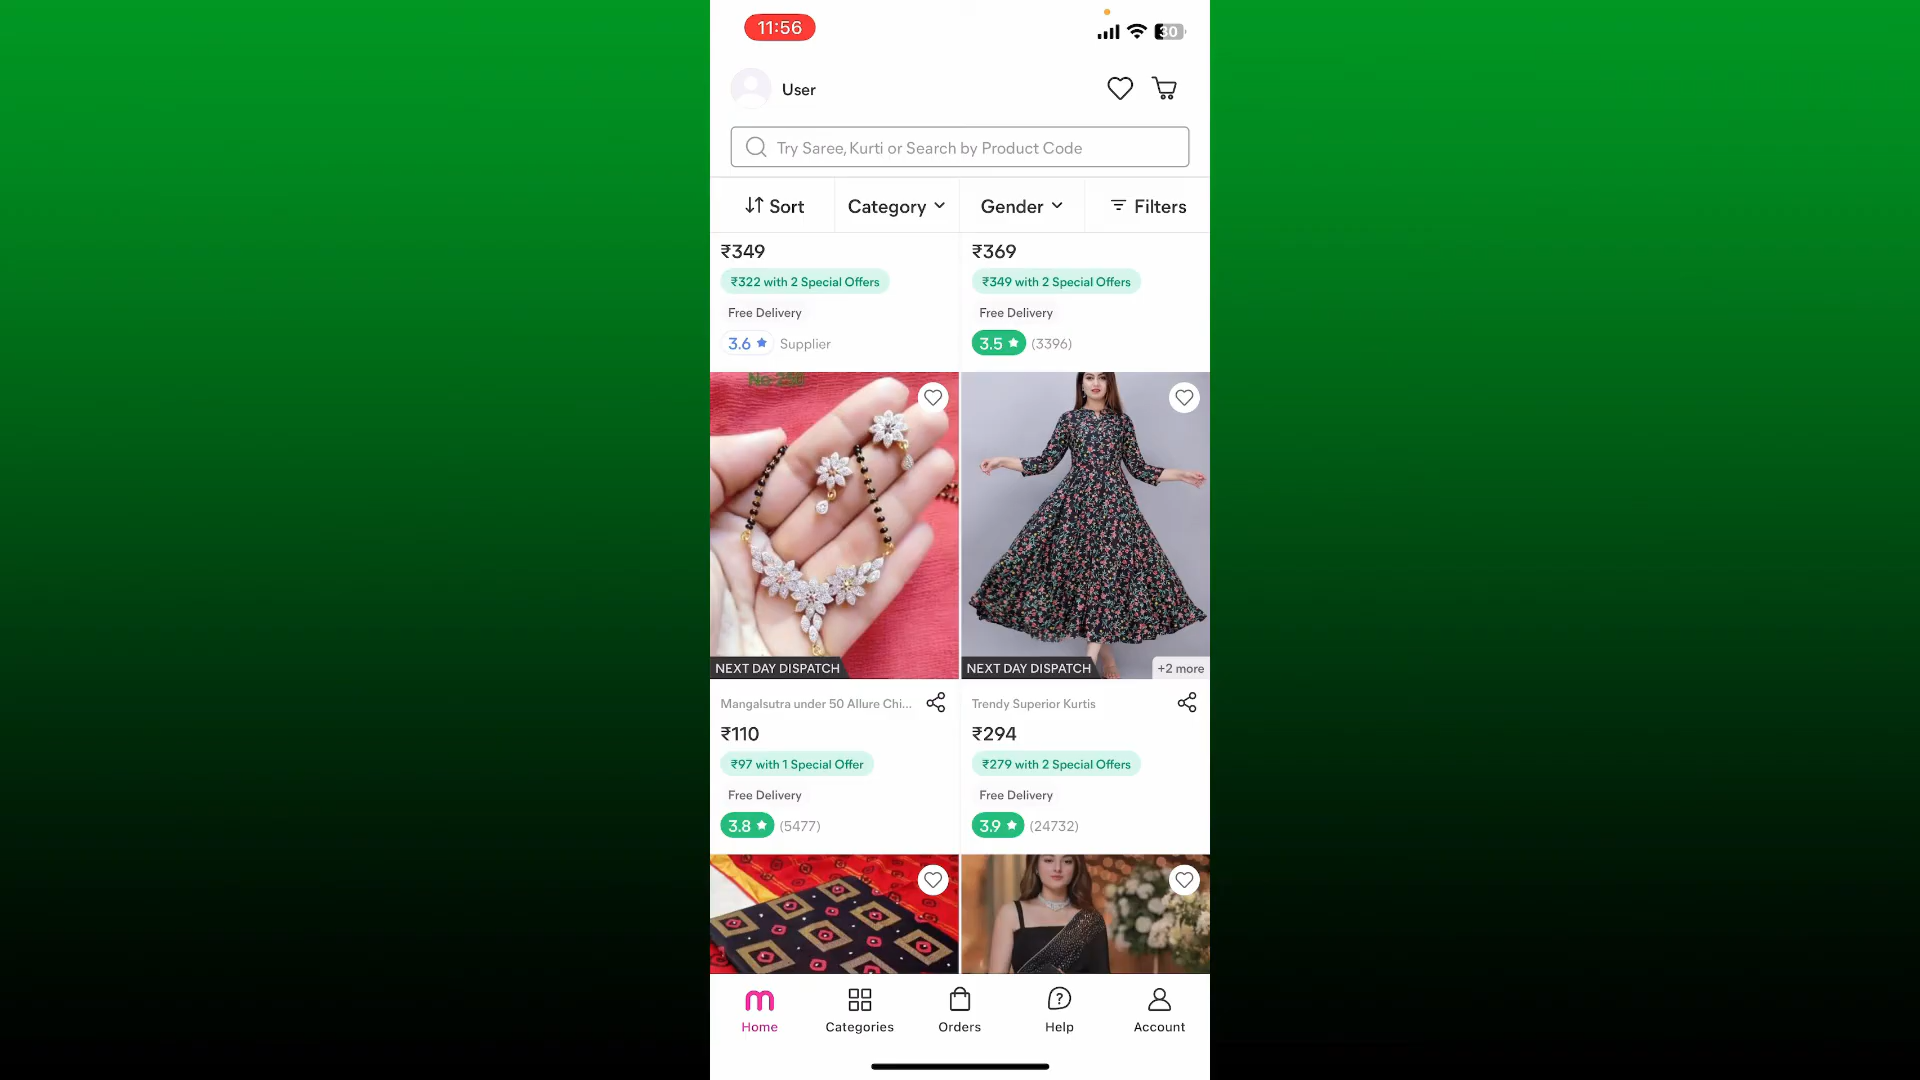 11:56
30
User
Try Saree, Kurti or Search by Product Code
Sort
Category
Gender
Filters
₹349
₹322 with 2 Special Offers
Free Delivery
3.6 Supplier
₹369
₹349 with 2 Special Offers
Free Delivery
3.5 (3396)
NEXT DAY DISPATCH
Mangalsutra under 50 Allure Chi...
₹110
₹97 with 1 Special Offer
Free Delivery
3.8 (5477)
NEXT DAY DISPATCH
+2 more
Trendy Superior Kurtis
₹294
₹279 with 2 Special Offers
Free Delivery
3.9 (24732)
Home
Categories
Orders
Help
Account